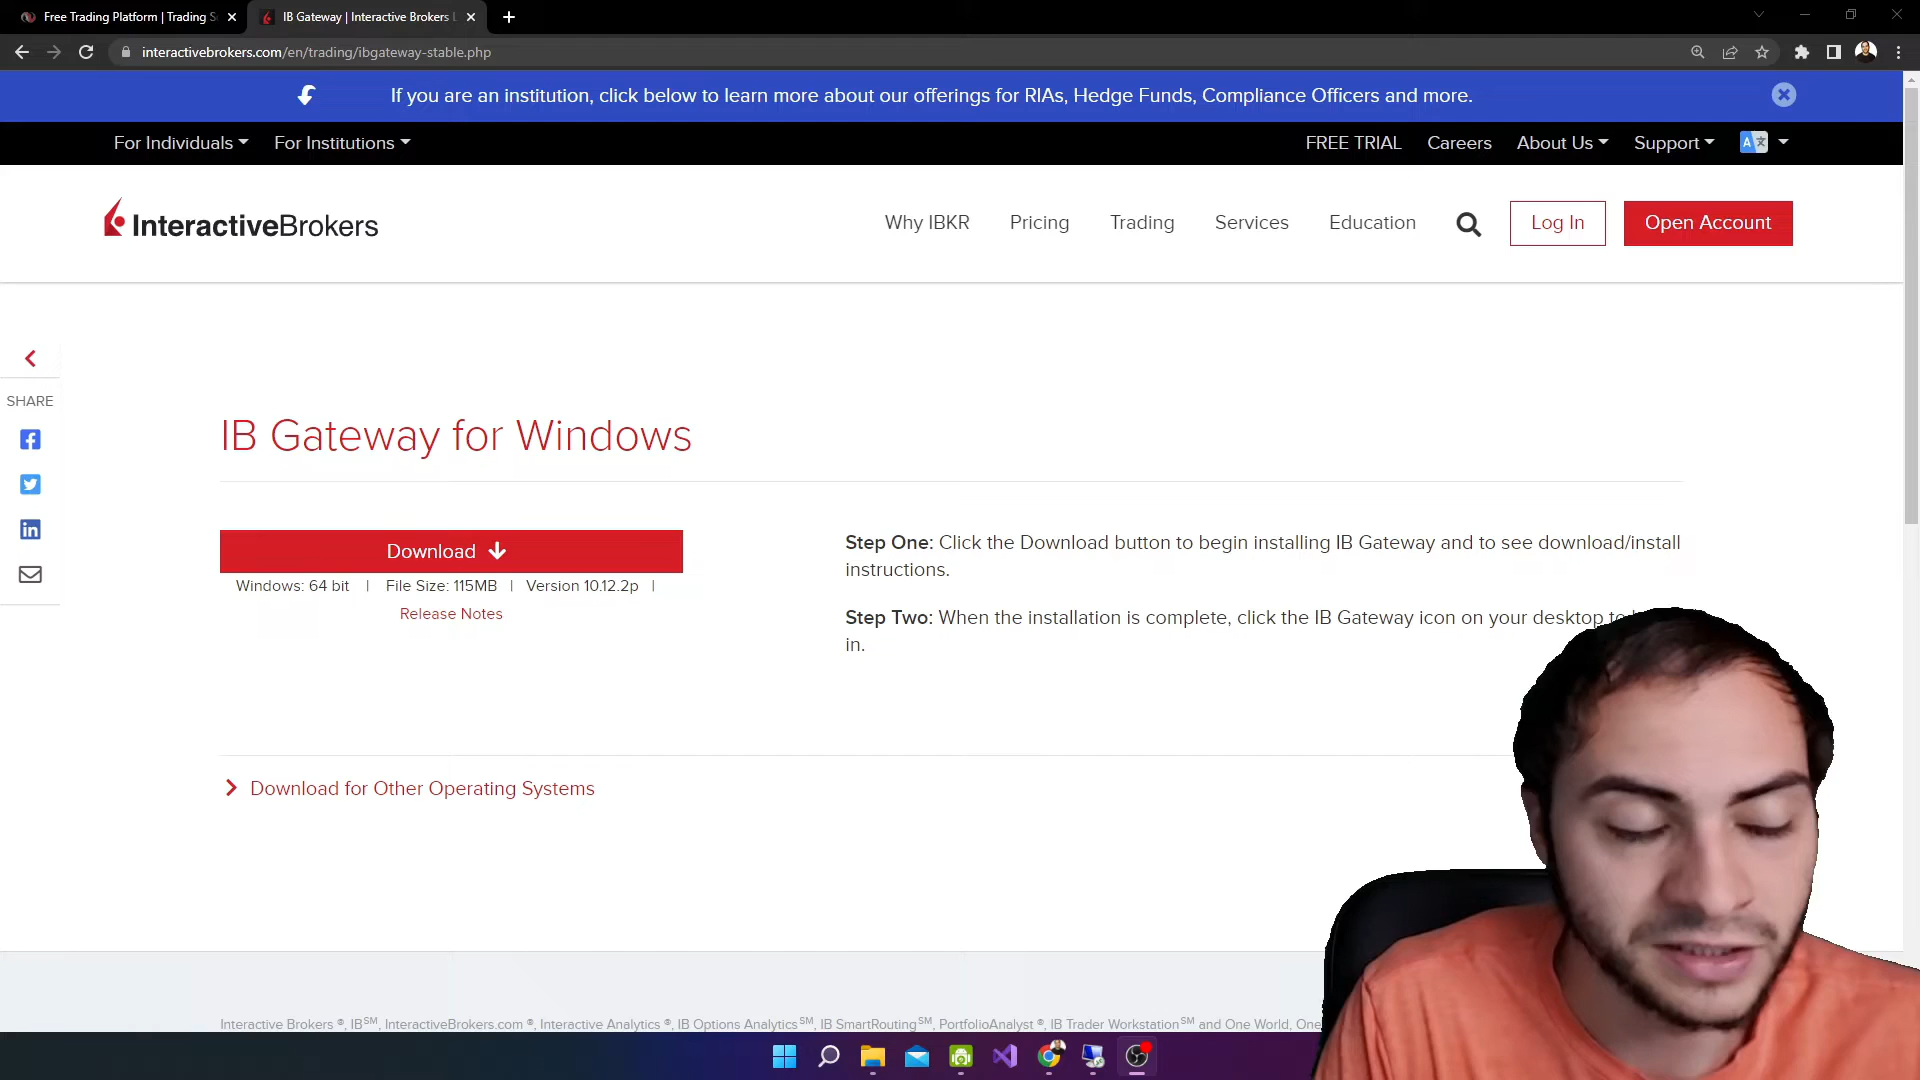 Free Trading Platform | Trading S
IB Gateway | Interactive Brokers L
interactivebrokers.com/en/trading/ibgateway-stable.php
If you are an institution, click below to learn more about our offerings for RIAs, Hedge Funds, Compliance Officers and more.
For Individuals
For Institutions
FREE TRIAL
Careers
About Us
Support
InteractiveBrokers
Why IBKR
Pricing
Trading
Services
Education
Log In
Open Account
SHARE
IB Gateway for Windows
Download
Windows: 64 bit | File Size: 115MB | Version 10.12.2p |
Release Notes
Step One: Click the Download button to begin installing IB Gateway and to see download/install
instructions.
Step Two: When the installation is complete, click the IB Gateway icon on your desktop to
in.
Download for Other Operating Systems
Interactive Brokers ®, IB℠, InteractiveBrokers.com ®, Interactive Analytics ®, IB Options Analytics℠, IB SmartRouting℠, PortfolioAnalyst ®, IB Trader Workstation℠ and One World, One